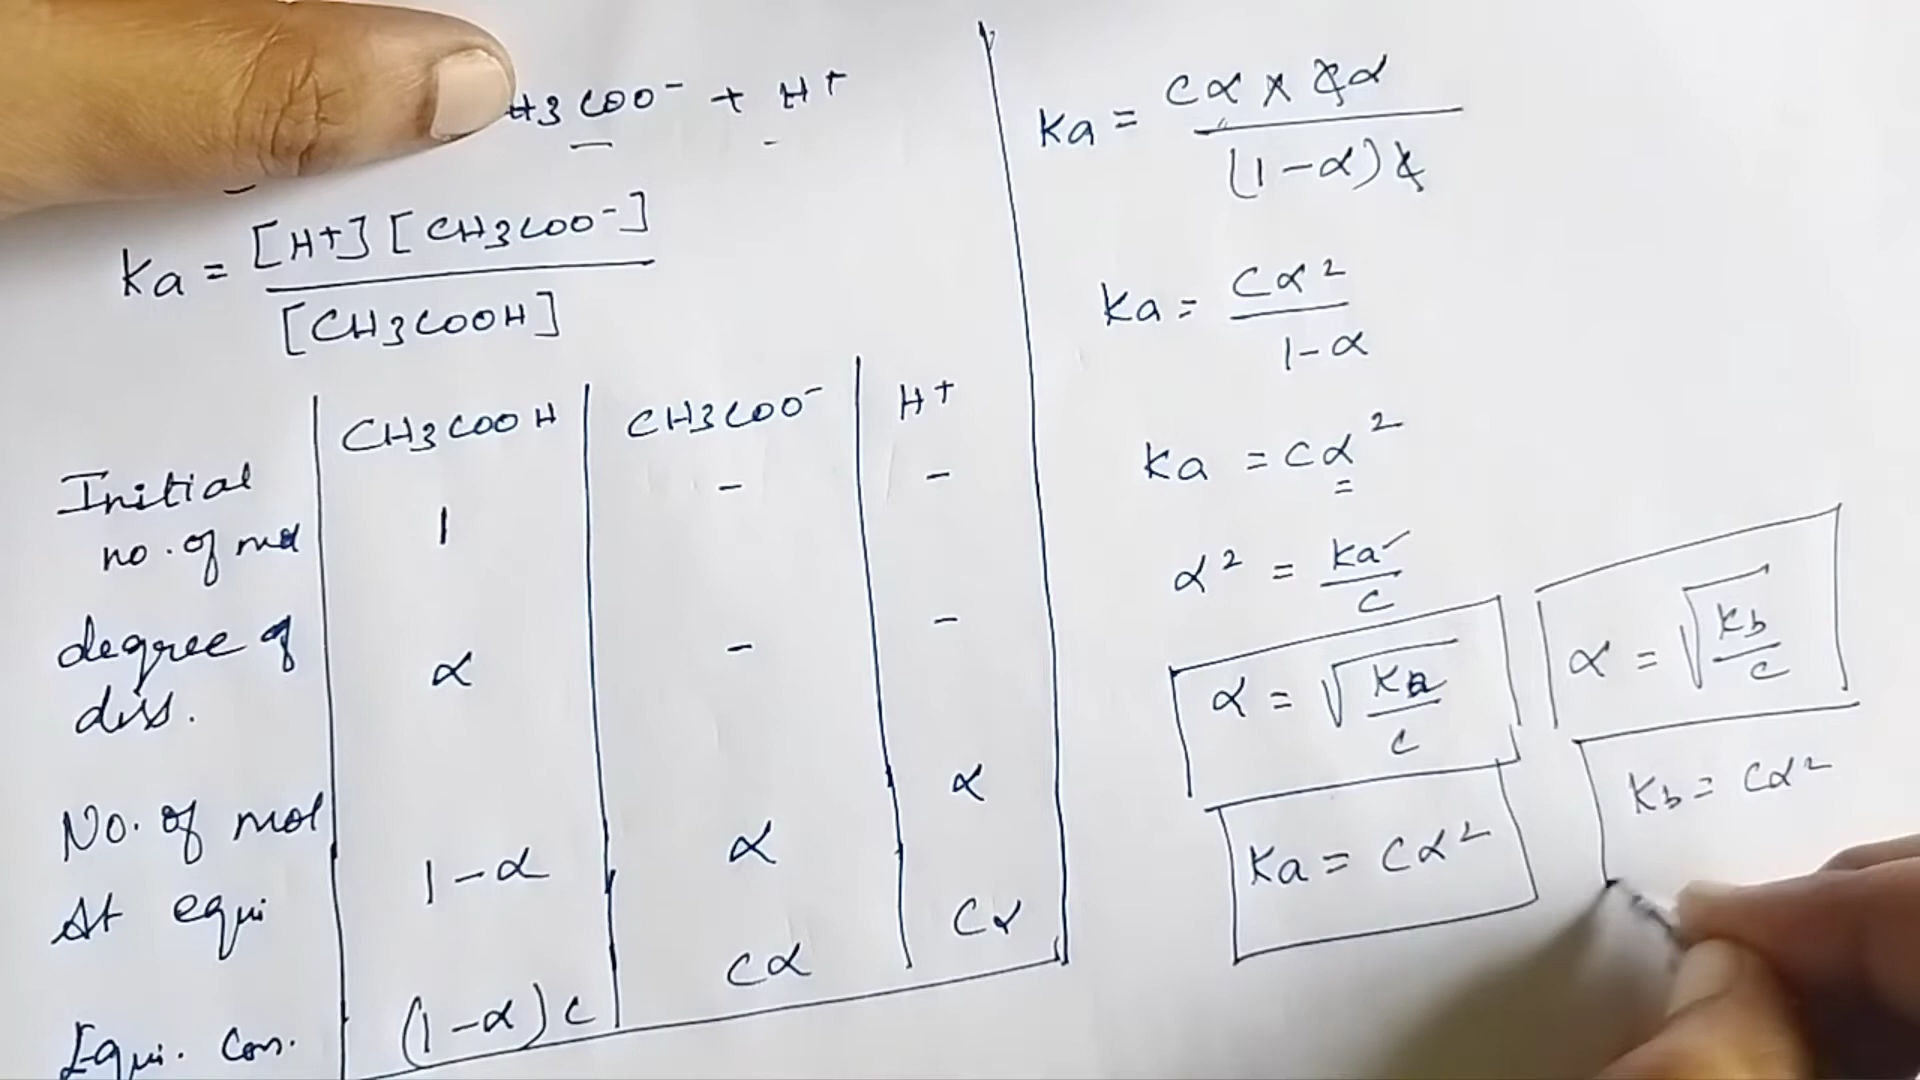 H3COO⁻ + H⁺
Ka = [H+] [CH3COO⁻] / [CH3COOH]
CH3COOH CH3COO⁻ H⁺
Initial no. of mol 1 - -
degree of diss. α - -
No. of mol At equi 1-α α α
Equi. Con. (1-α)C Cα Cα
Ka = Cα × Cα / (1-α)C
Ka = Cα² / 1-α
Ka = Cα²
α² = Ka / C
α = √Ka / C
Ka = Cα²
α = √Kb / C
Kb = Cα²